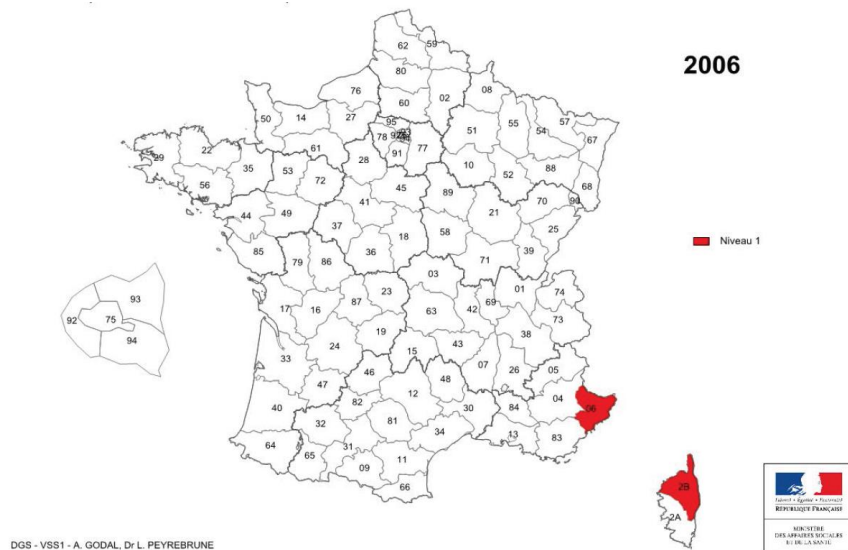 2006
62 59
80
76 02 08
60
50 14 27 95 93 51 55 54 57 67
78 77
29 22 61 91 88
35 53 28 10 52 68
56 72 45 89 70 90
41 21
44 49 25
37 18 58
85 36 71 39
79 86 03
23 01 74
17 16 87 63 42 69 73
19 38
24 15 43
33 07 26 05
47 46 48
40 82 12 30 84 04 06
32 81 34 13 83
64 65 31 11
09
66
Niveau 1
93
92 75
94
2B
2A
Liberté • Égalité • Fraternité
RÉPUBLIQUE FRANÇAISE
MINISTÈRE
DES AFFAIRES SOCIALES
ET DE LA SANTÉ
DGS - VSS1 - A. GODAL, Dr L. PEYREBRUNE